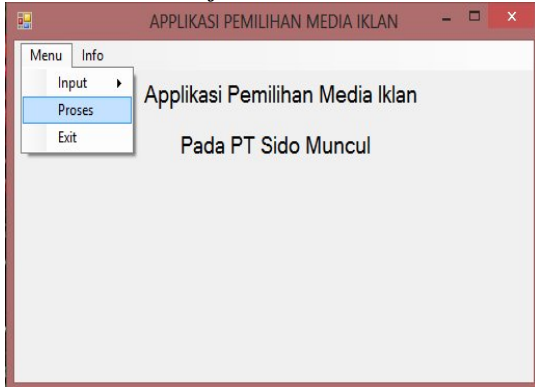 APPLIKASI PEMILIHAN MEDIA IKLAN
Menu Info
Input
Proses
Exit
Applikasi Pemilihan Media Iklan
Pada PT Sido Muncul